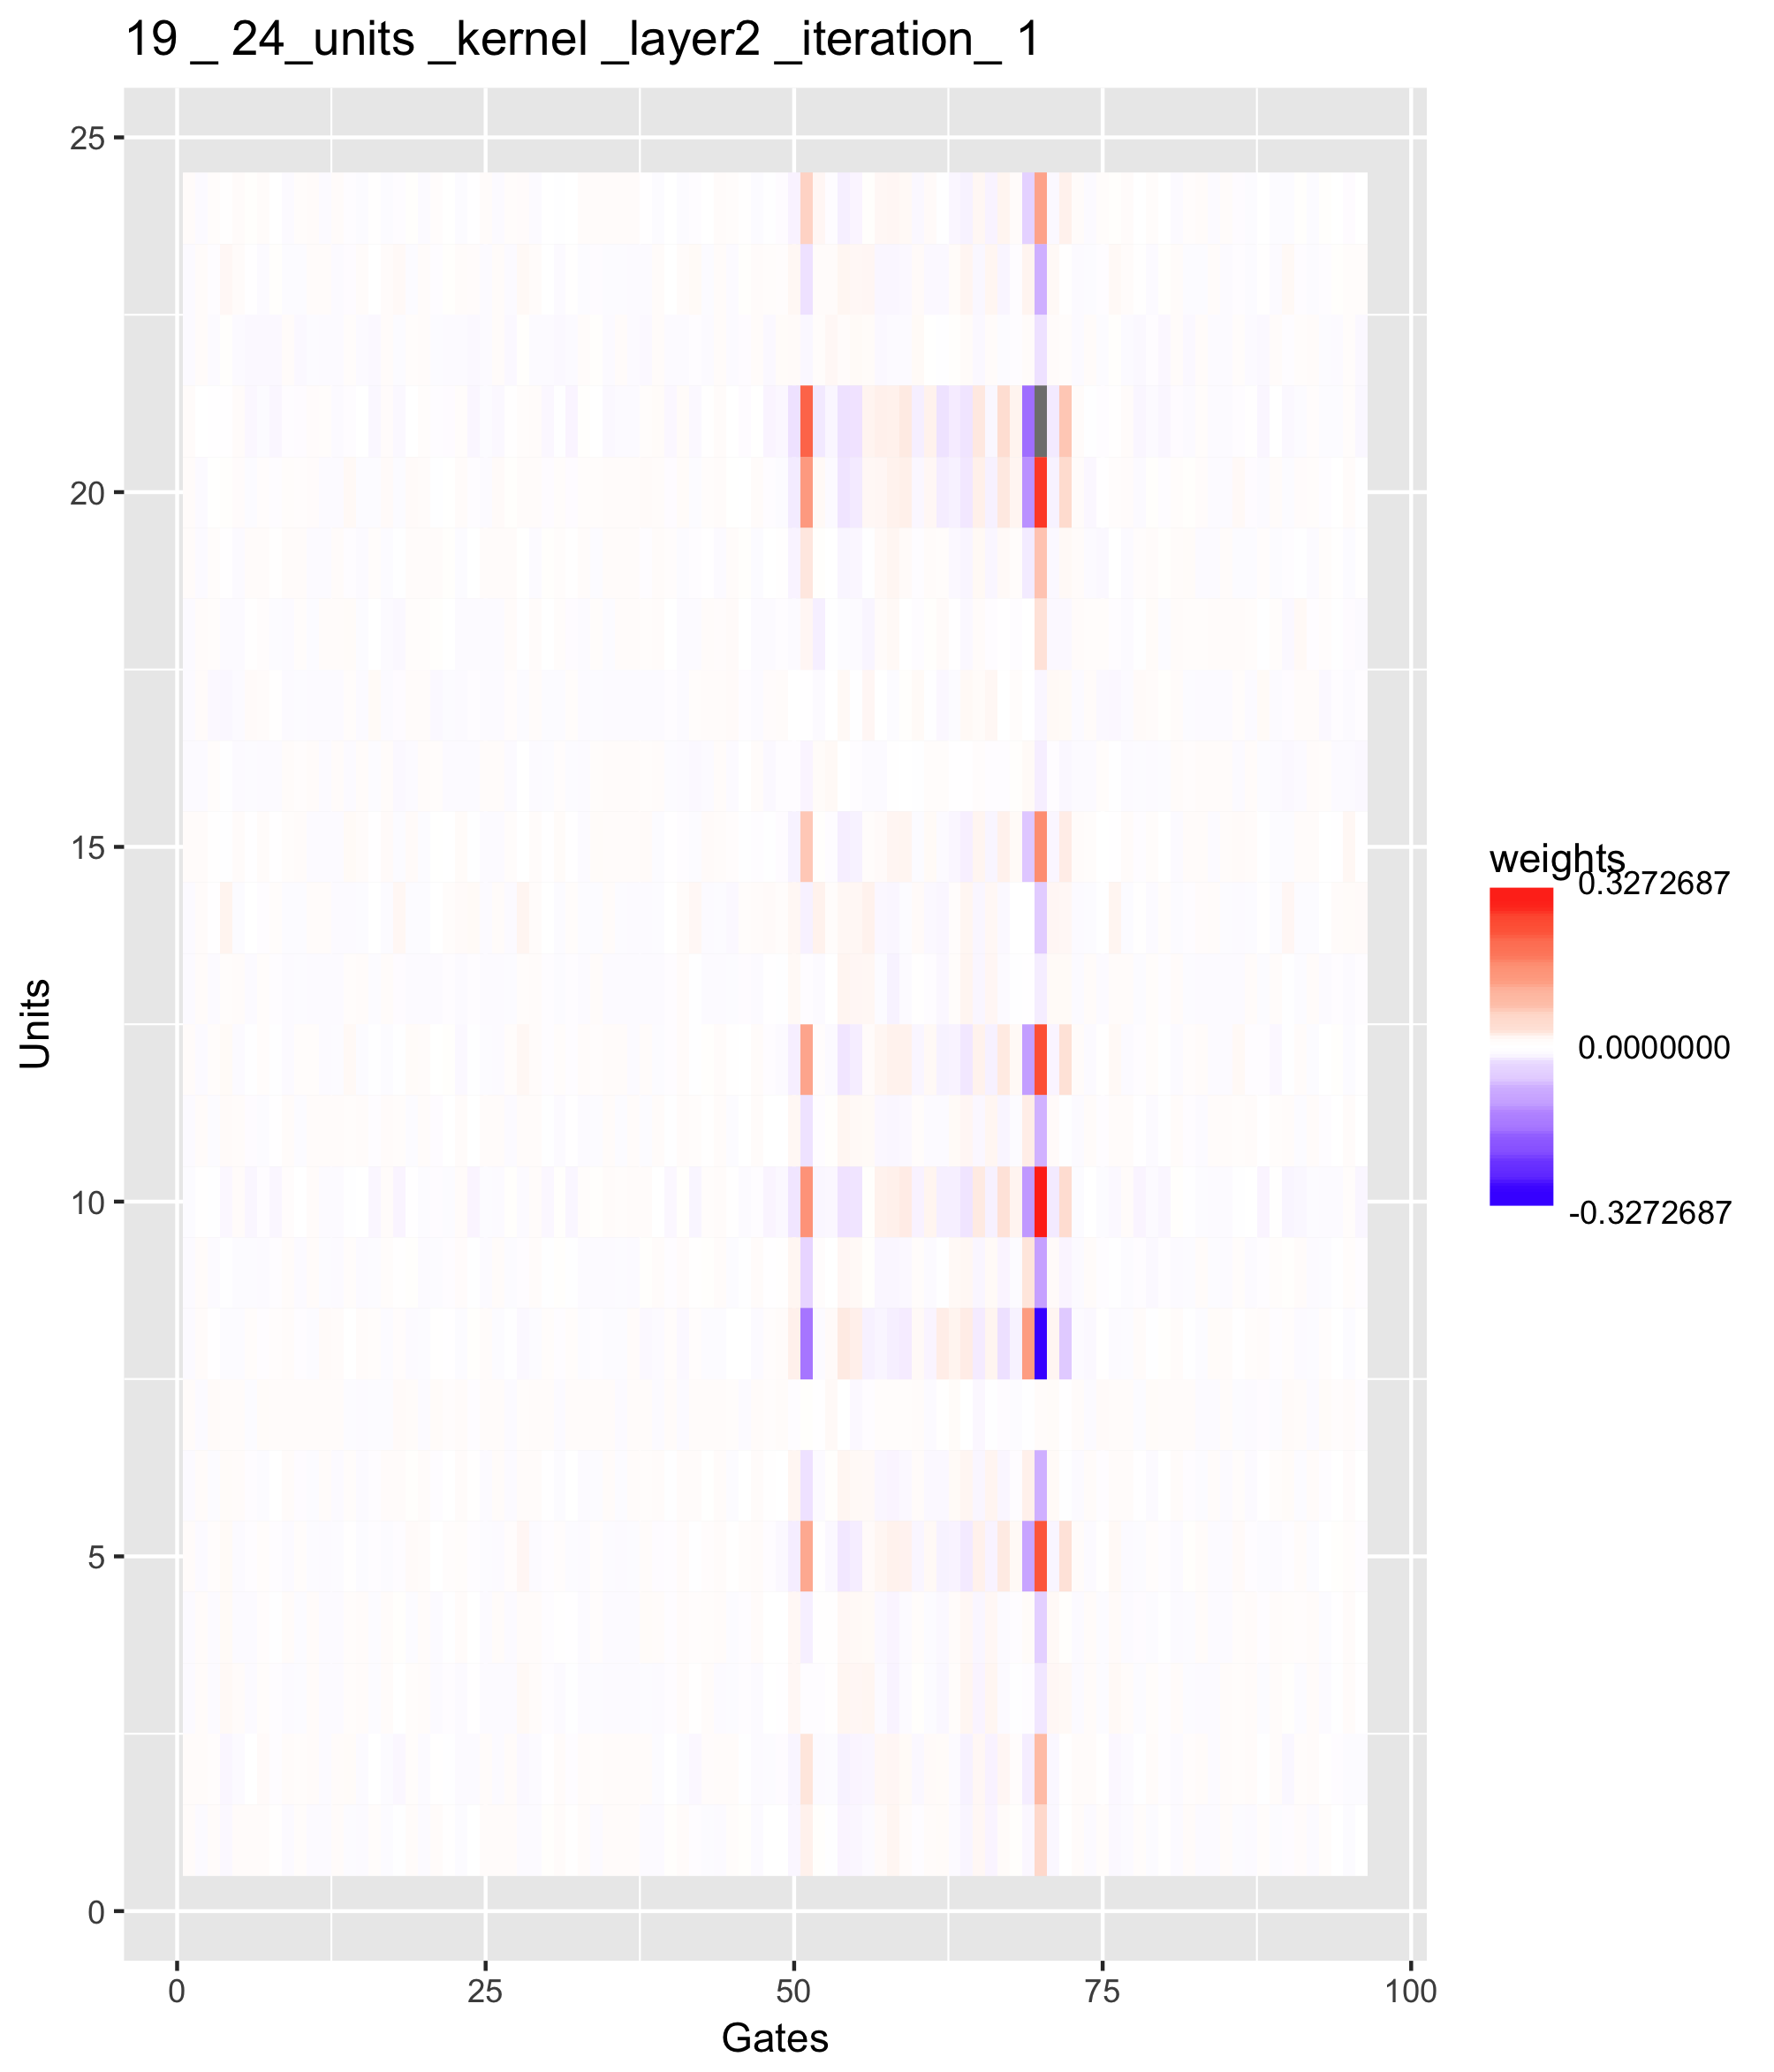 19 _ 24_units _kernel _layer2 _iteration_ 1
25
20
15
10
5
0
Units
0 25 50 75 100
Gates
weights
0.3272687
0.0000000
-0.3272687